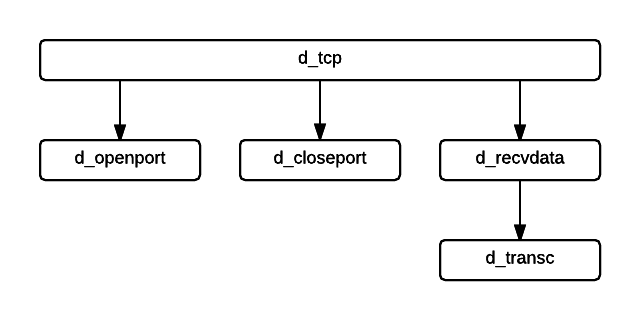 d_tcp
d_openport
d_closeport
d_recvdata
d_transc